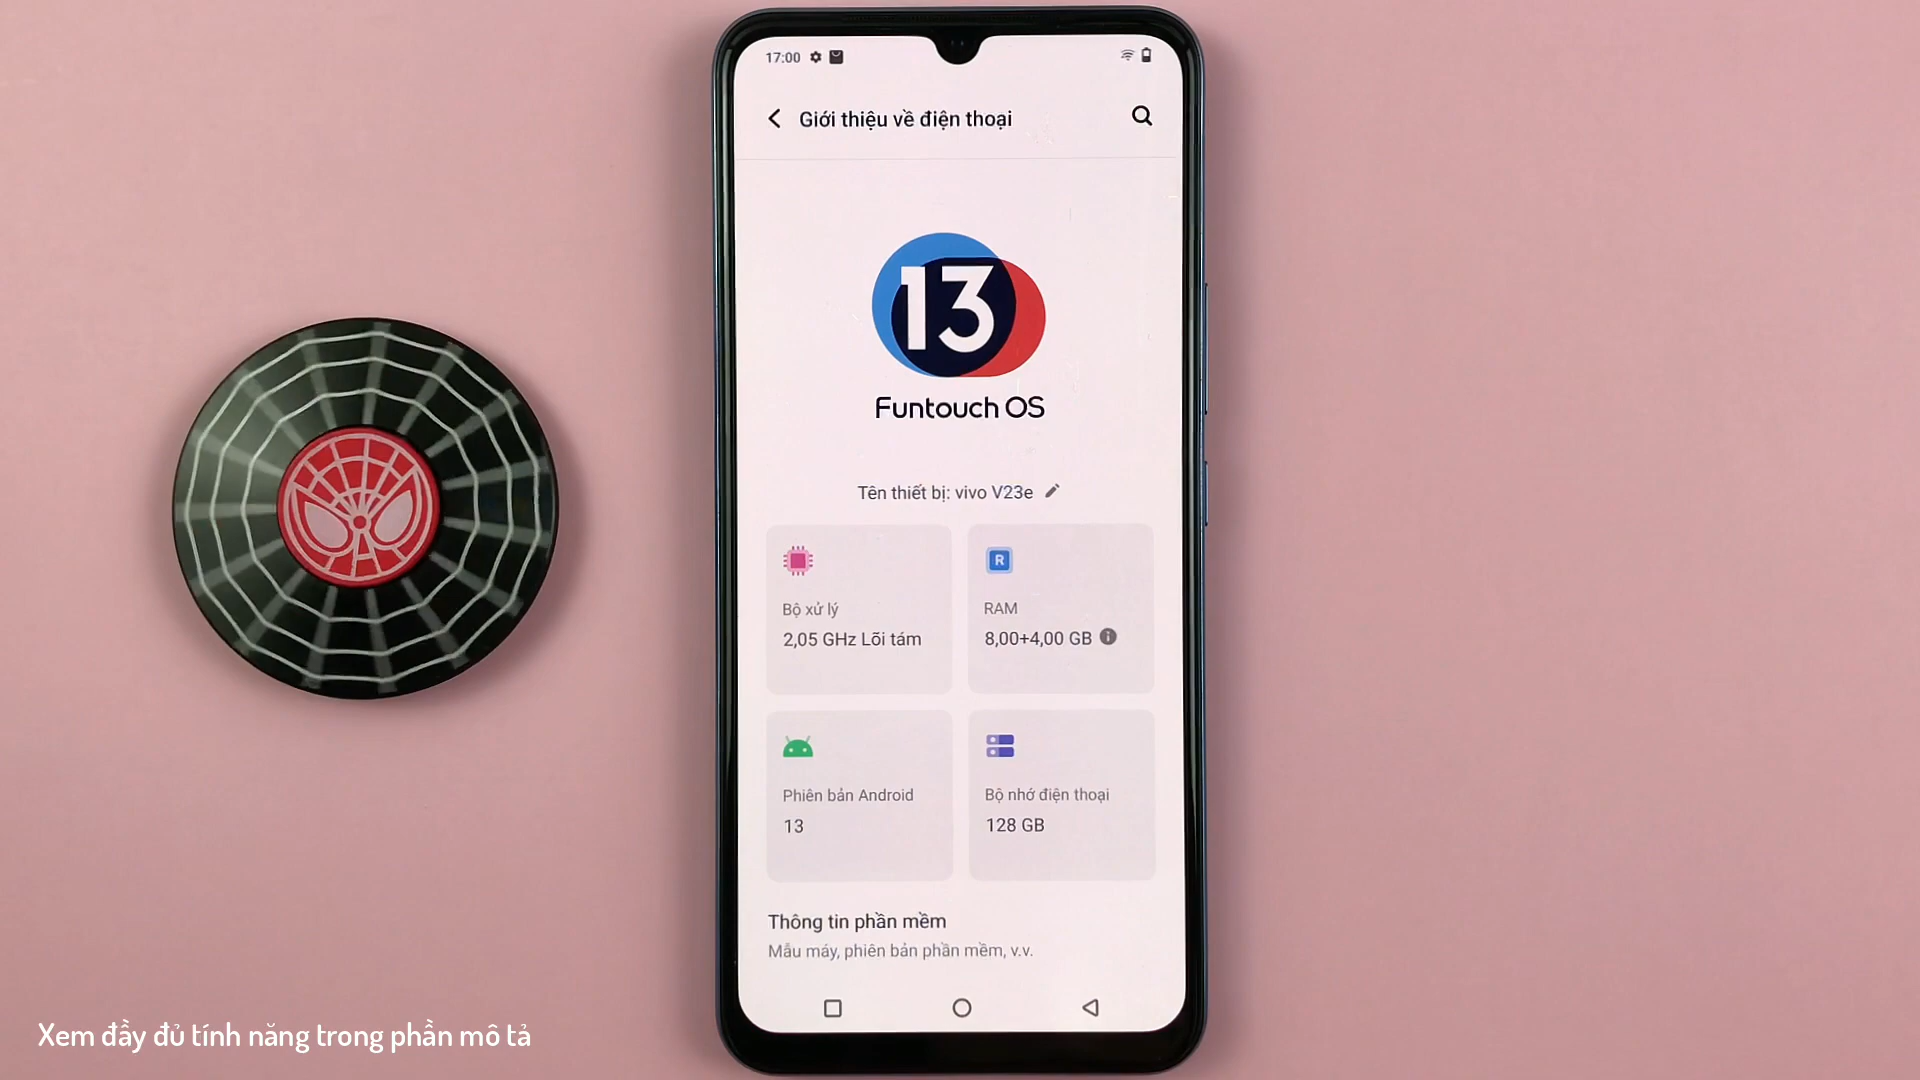 17:00
Giới thiệu về điện thoại
13
Funtouch OS
Tên thiết bị: vivo V23e
Bộ xử lý
2,05 GHz Lõi tám
R
RAM
8,00+4,00 GB
Phiên bản Android
13
Bộ nhớ điện thoại
128 GB
Thông tin phần mềm
Mẫu máy, phiên bản phần mềm, v.v.
Xem đầy đủ tính năng trong phần mô tả